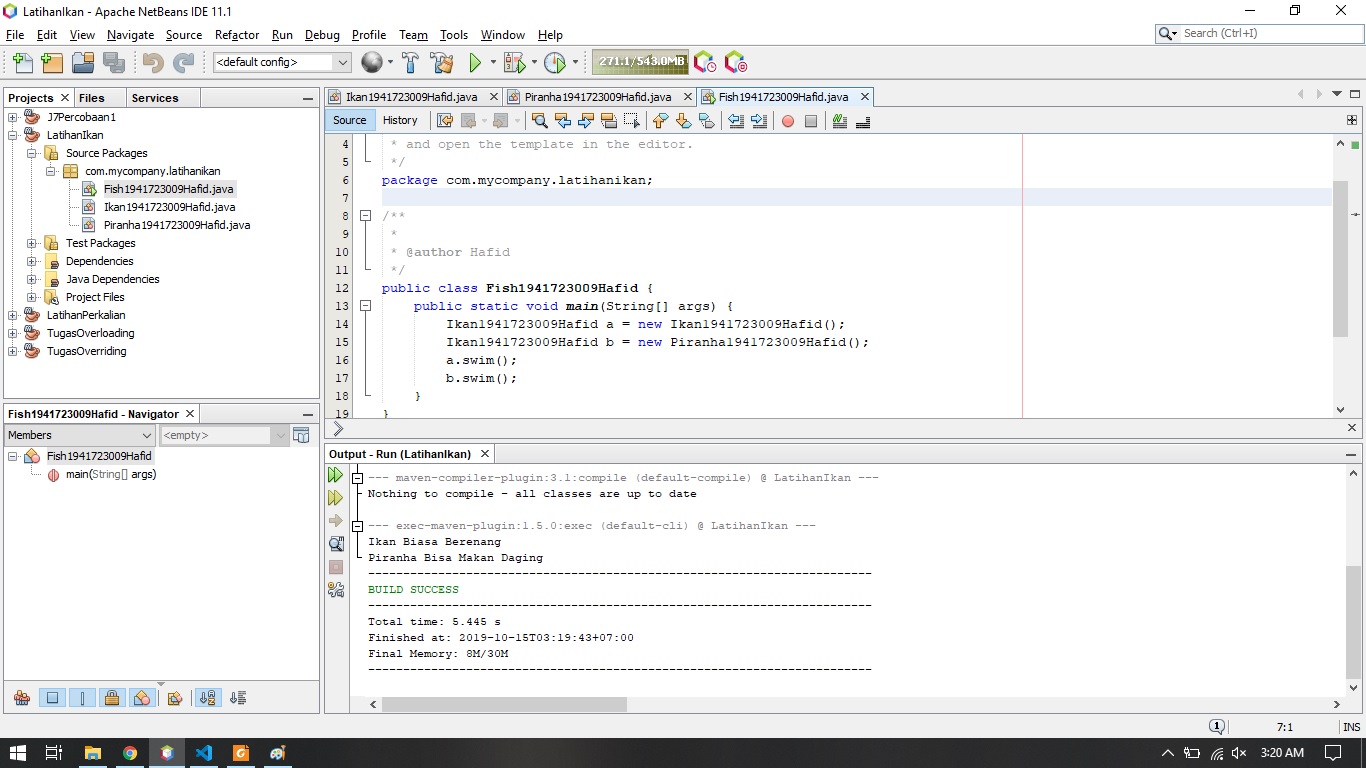 LatihanIkan - Apache NetBeans IDE 11.1
File Edit View Navigate Source Refactor Run Debug Profile Team Tools Window Help
Search (Ctrl+I)
<default config>
271.1/543.0MB
Projects
Files
Services
J7Percobaan1
LatihanIkan
Source Packages
com.mycompany.latihanikan
Fish1941723009Hafid.java
Ikan1941723009Hafid.java
Piranha1941723009Hafid.java
Test Packages
Dependencies
Java Dependencies
Project Files
LatihanPerkalian
TugasOverloading
TugasOverriding
Fish1941723009Hafid - Navigator
Members
<empty>
Fish1941723009Hafid
main(String[] args)
Ikan1941723009Hafid.java
Piranha1941723009Hafid.java
Fish1941723009Hafid.java
Source
History
4 * and open the template in the editor.
5 */
6 package com.mycompany.latihanikan;
7
8 /**
9 *
10 * @author Hafid
11 */
12 public class Fish1941723009Hafid {
13 public static void main(String[] args) {
14 Ikan1941723009Hafid a = new Ikan1941723009Hafid();
15 Ikan1941723009Hafid b = new Piranha1941723009Hafid();
16 a.swim();
17 b.swim();
18 }
19 }
Output - Run (LatihanIkan)
--- maven-compiler-plugin:3.1:compile (default-compile) @ LatihanIkan ---
Nothing to compile - all classes are up to date
--- exec-maven-plugin:1.5.0:exec (default-cli) @ LatihanIkan ---
Ikan Biasa Berenang
Piranha Bisa Makan Daging
------------------------------------------------------------------------
BUILD SUCCESS
------------------------------------------------------------------------
Total time: 5.445 s
Finished at: 2019-10-15T03:19:43+07:00
Final Memory: 8M/30M
------------------------------------------------------------------------
1
7:1
INS
3:20 AM